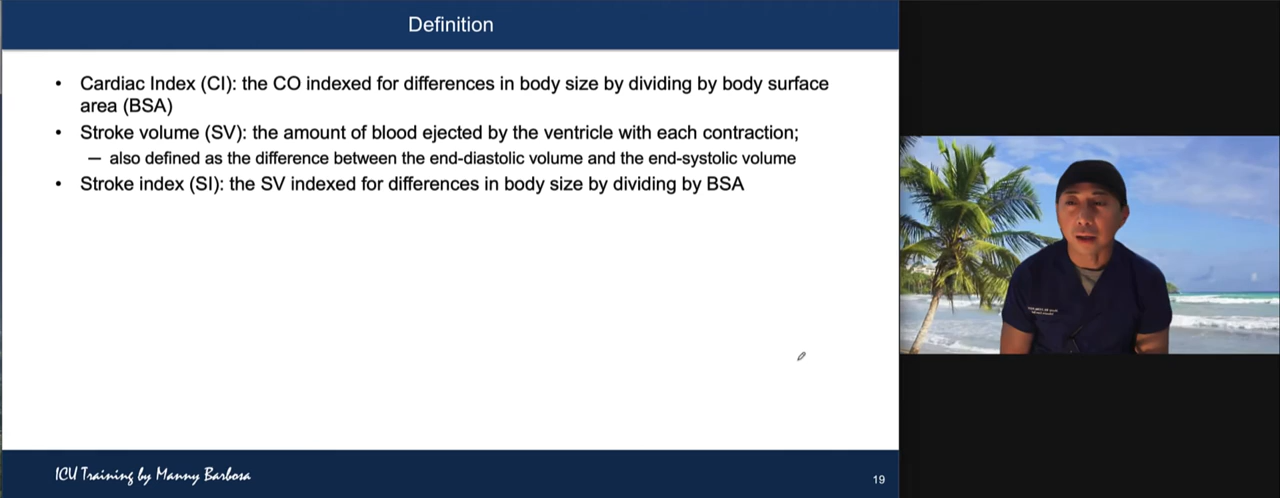 Definition
• Cardiac Index (CI): the CO indexed for differences in body size by dividing by body surface
area (BSA)
• Stroke volume (SV): the amount of blood ejected by the ventricle with each contraction;
– also defined as the difference between the end-diastolic volume and the end-systolic volume
• Stroke index (SI): the SV indexed for differences in body size by dividing by BSA
ICU Training by Manny Barbosa
19